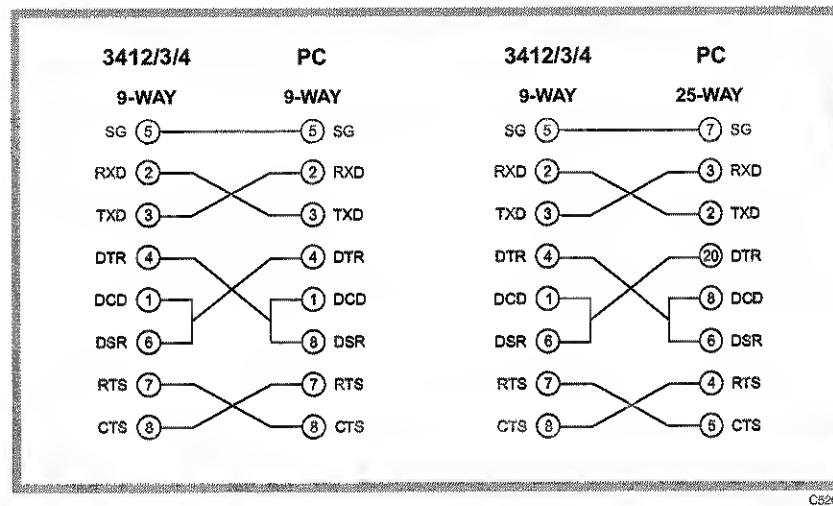 3412/3/4 PC
9-WAY 9-WAY
SG 5 5 SG
RXD 2 2 RXD
TXD 3 3 TXD
DTR 4 4 DTR
DCD 1 1 DCD
DSR 6 8 DSR
RTS 7 7 RTS
CTS 8 8 CTS
3412/3/4 PC
9-WAY 25-WAY
SG 5 7 SG
RXD 2 3 RXD
TXD 3 2 TXD
DTR 4 20 DTR
DCD 1 8 DCD
DSR 6 6 DSR
RTS 7 4 RTS
CTS 8 5 CTS